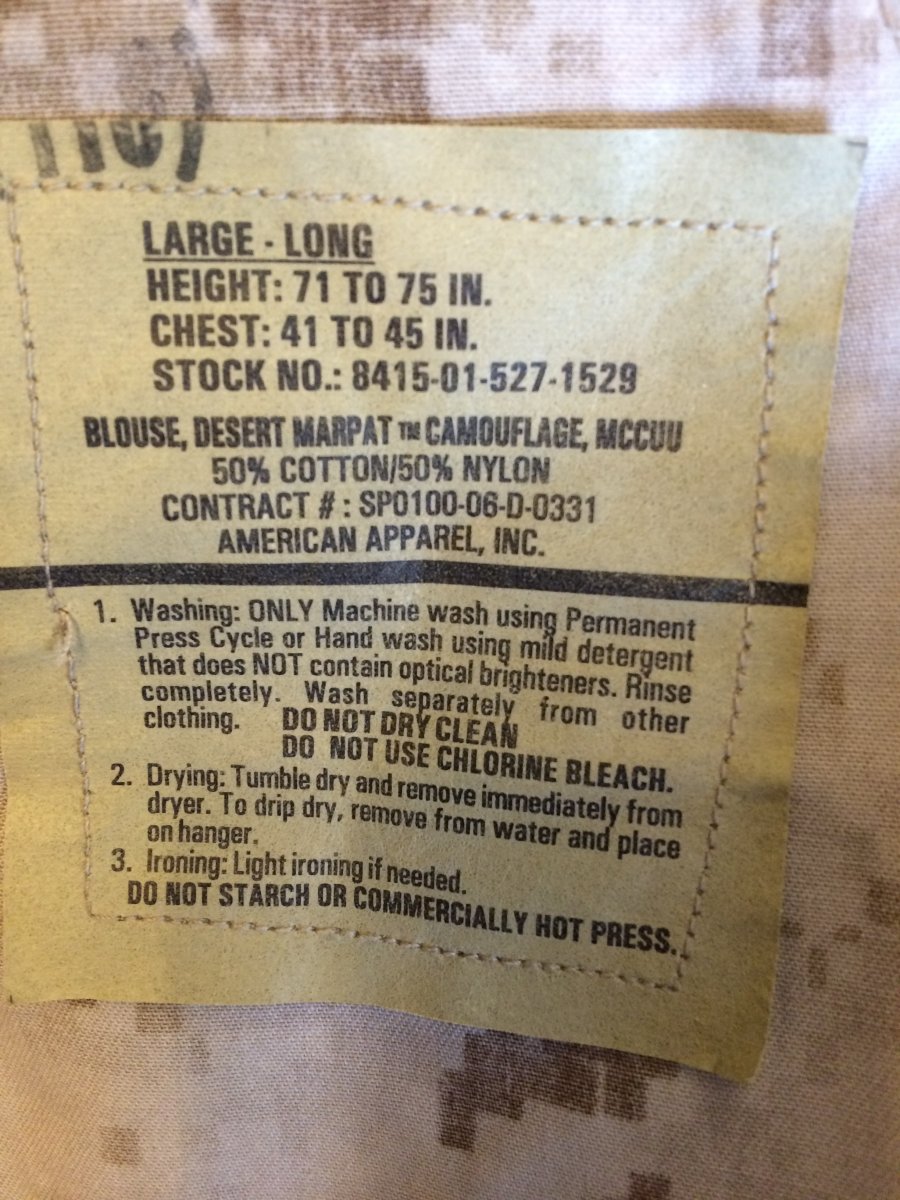 LARGE - LONG
HEIGHT: 71 TO 75 IN.
CHEST: 41 TO 45 IN.
STOCK NO.: 8415-01-527-1529
BLOUSE, DESERT MARPAT ™ CAMOUFLAGE, MCCUU
50% COTTON/50% NYLON
CONTRACT # : SPO100-06-D-0331
AMERICAN APPAREL, INC.
1. Washing: ONLY Machine wash using Permanent
Press Cycle or Hand wash using mild detergent
that does NOT contain optical brighteners. Rinse
completely. Wash separately from other
clothing. DO NOT DRY CLEAN
DO NOT USE CHLORINE BLEACH.
2. Drying: Tumble dry and remove immediately from
dryer. To drip dry, remove from water and place
on hanger.
3. Ironing: Light ironing if needed.
DO NOT STARCH OR COMMERCIALLY HOT PRESS.